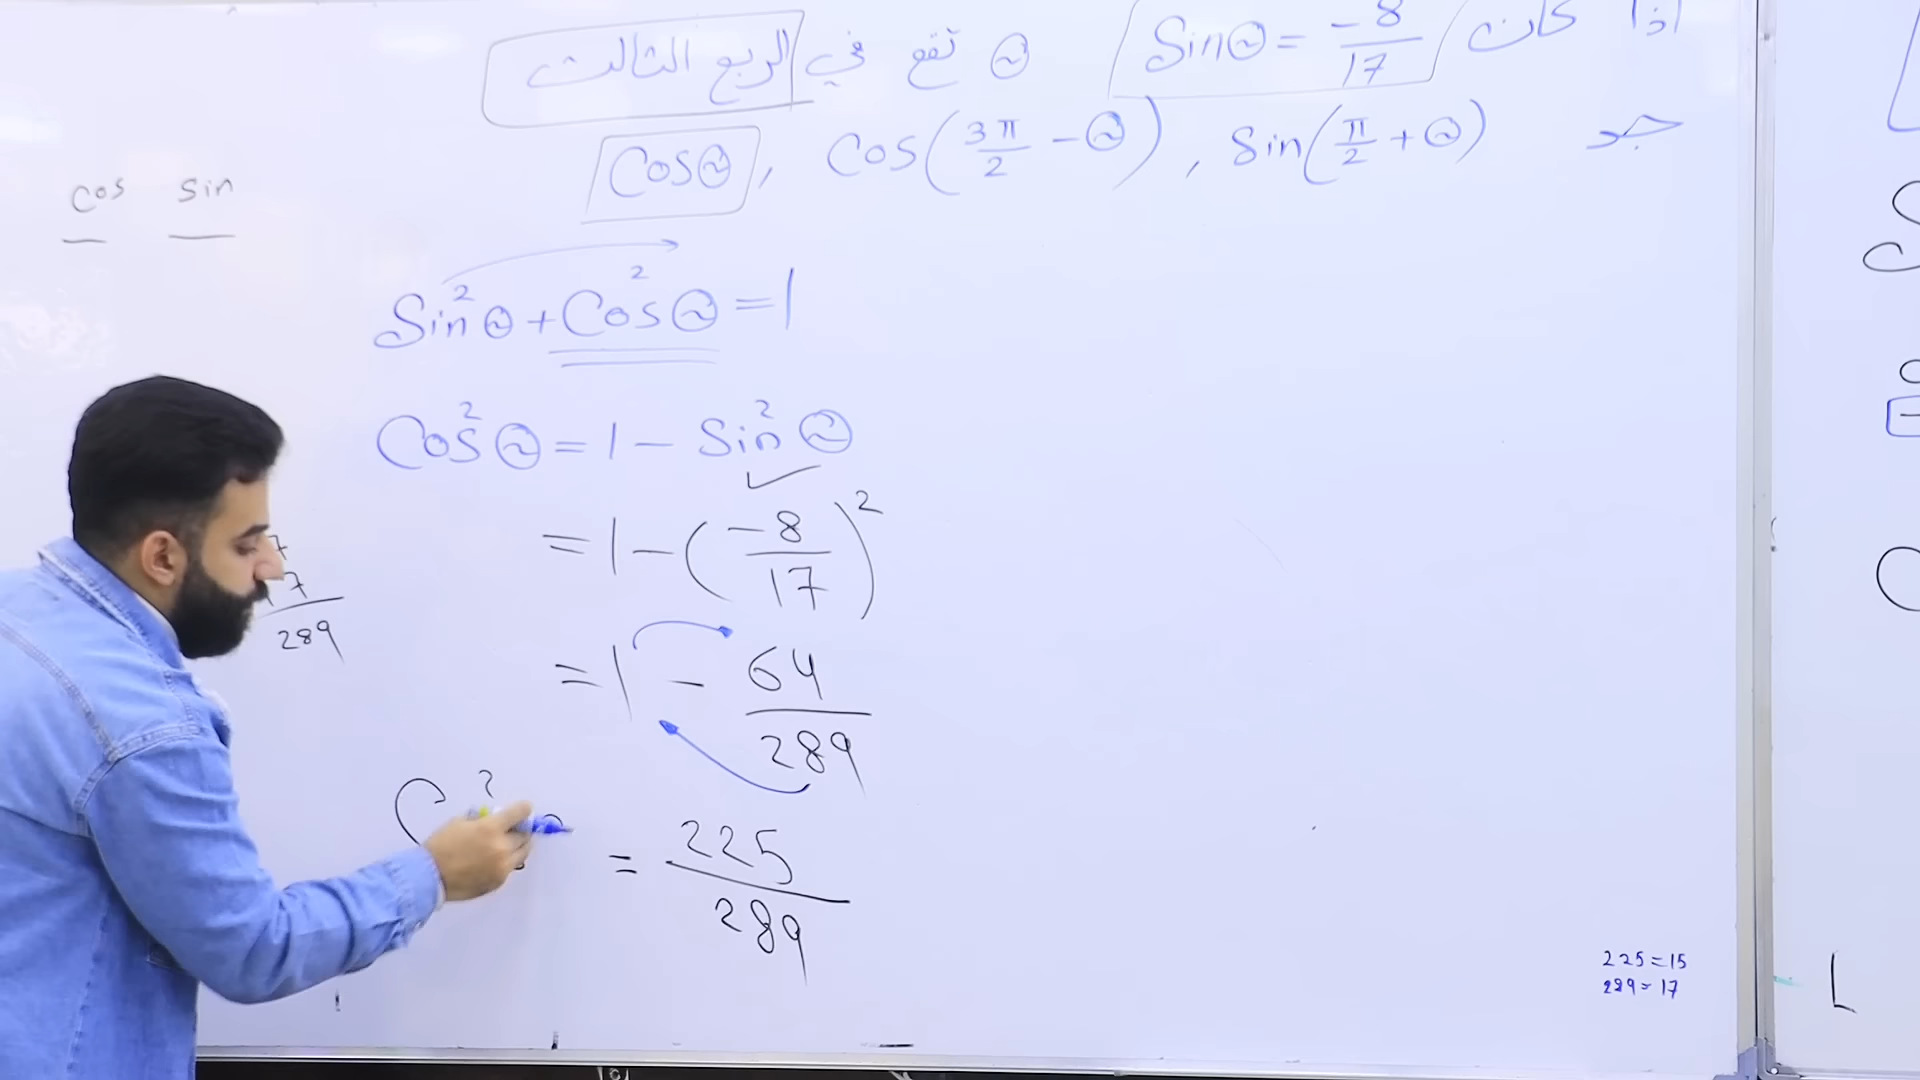 اذا كان Sinθ = -8/17 θ تقع في الربع الثالث
جد Sin(π/2 + θ) , Cos(3π/2 - θ) , Cosθ
cos sin
Sin²θ + Cos²θ = 1
Cos²θ = 1 - Sin²θ
= 1 - (-8/17)²
7
7
289
= 1 - 64/289
= 225/289
225 = 15
289 = 17